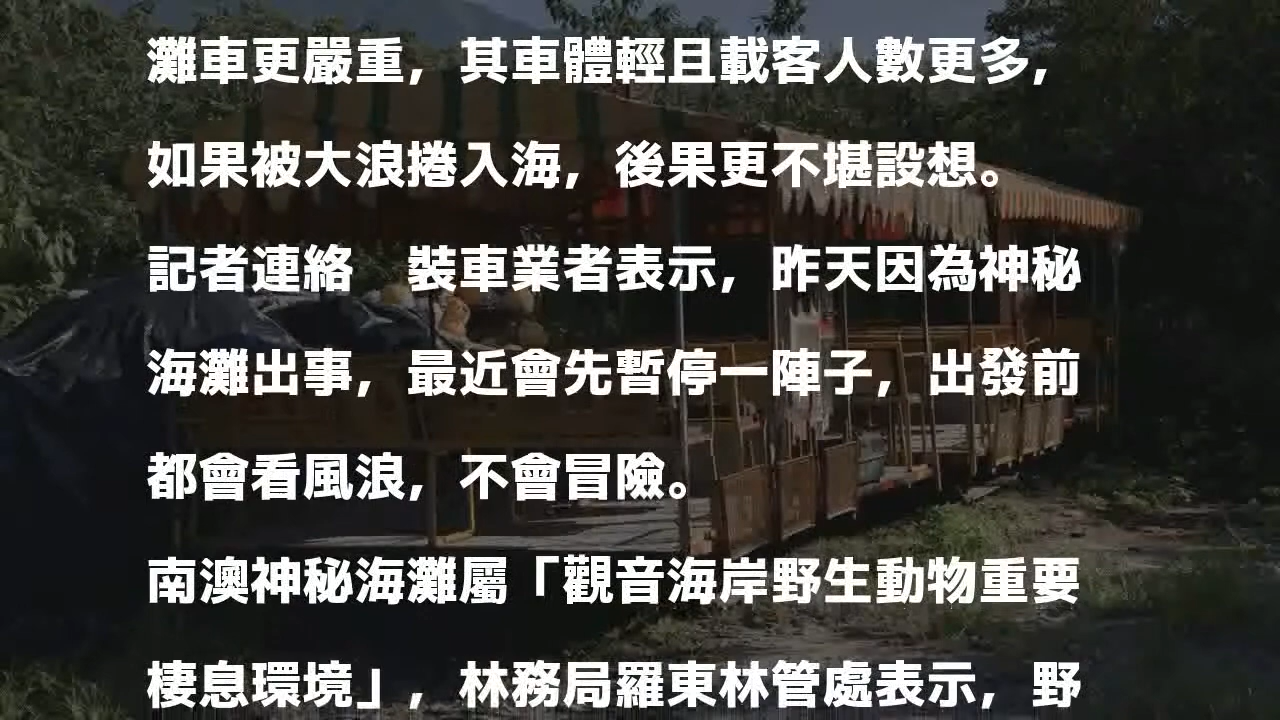 灘車更嚴重，其車體輕且載客人數更多，
如果被大浪捲入海，後果更不堪設想。
記者連絡　裝車業者表示，昨天因為神秘
海灘出事，最近會先暫停一陣子，出發前
都會看風浪，不會冒險。
南澳神秘海灘屬「觀音海岸野生動物重要
棲息環境」，林務局羅東林管處表示，野